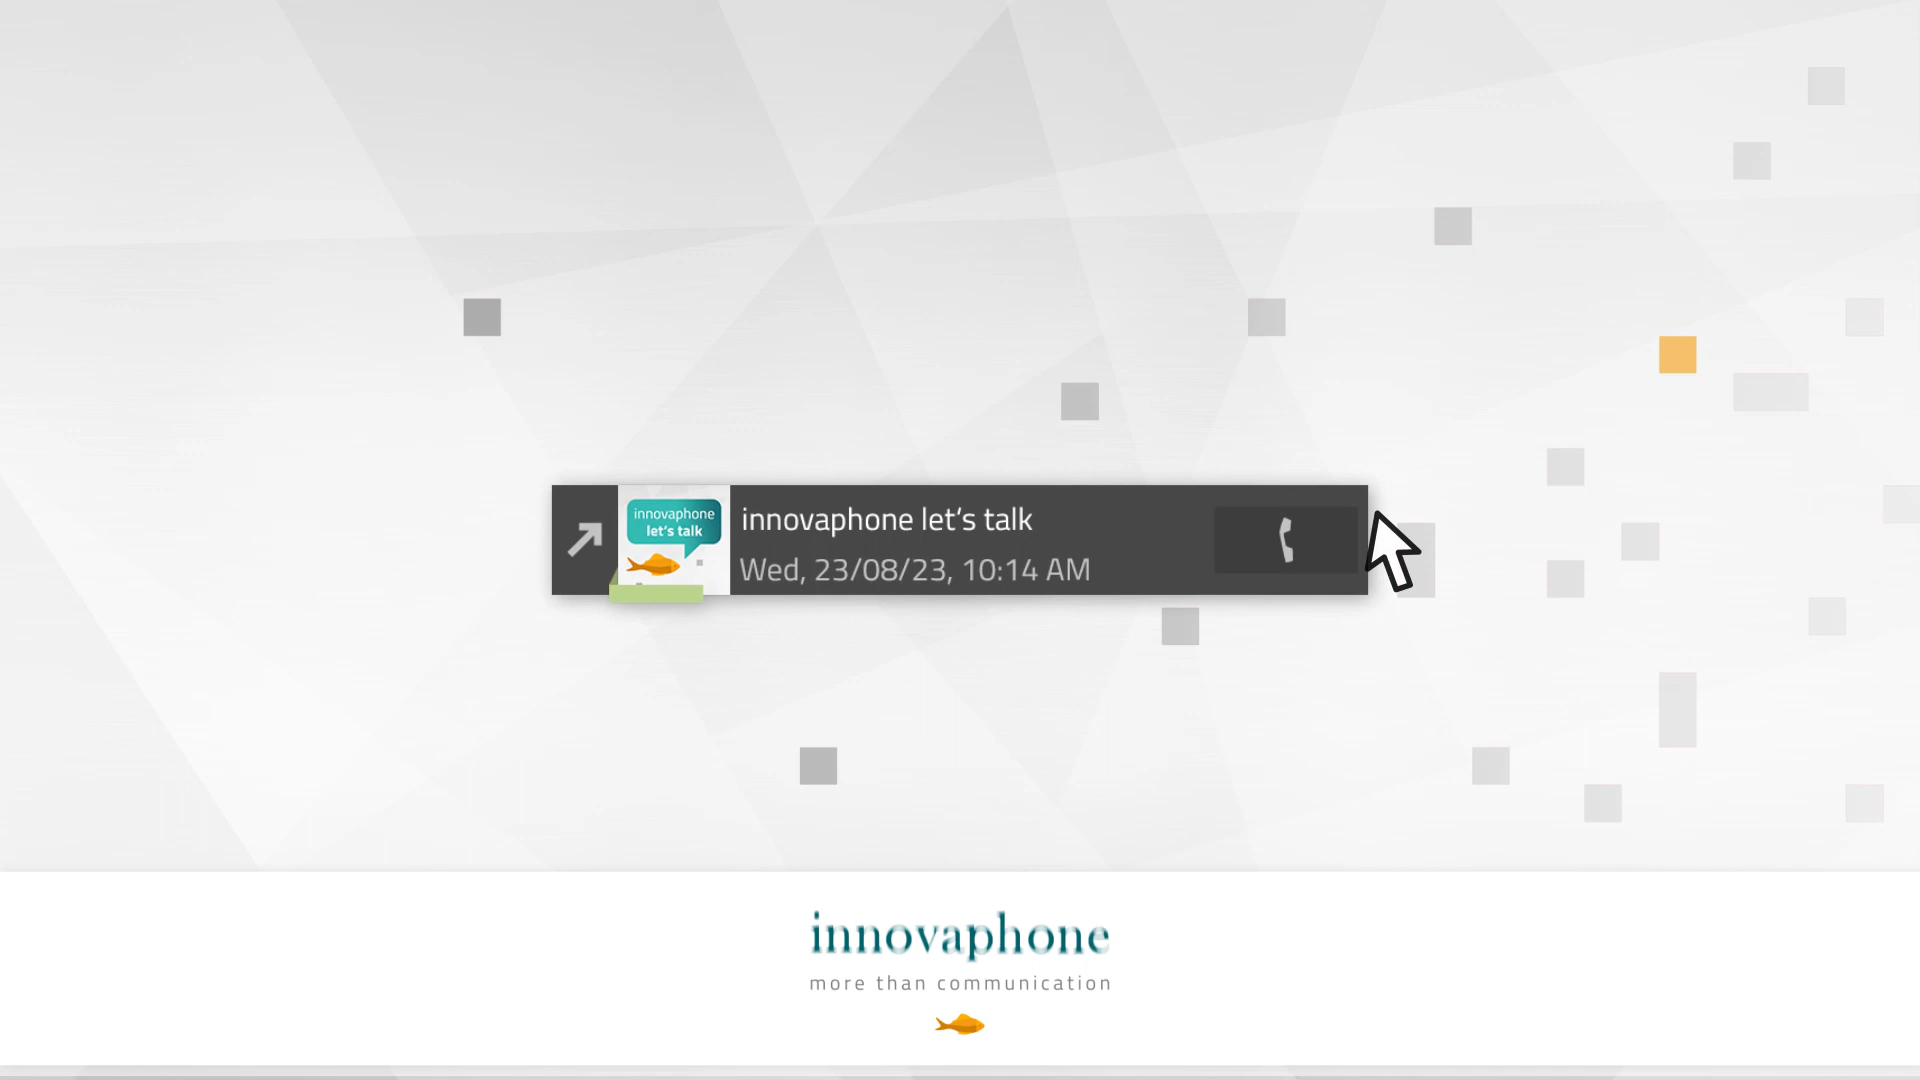 innovaphone
let's talk
innovaphone let‘s talk
Wed, 23/08/23, 10:14 AM
innovaphone
more than communication